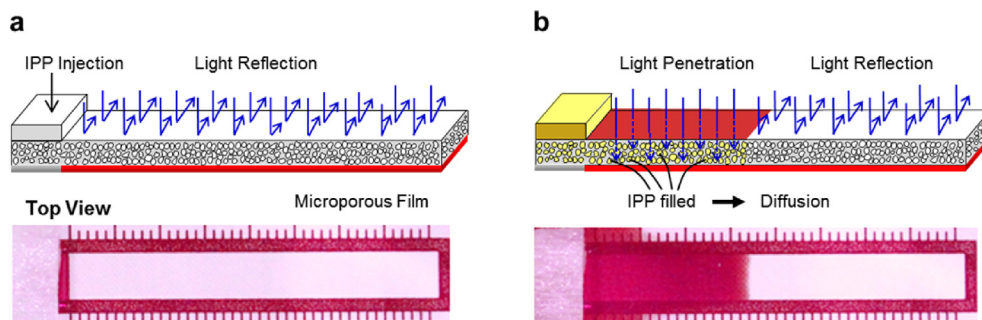 a
IPP Injection
Light Reflection
Microporous Film
Top View
b
Light Penetration
Light Reflection
IPP filled
Diffusion